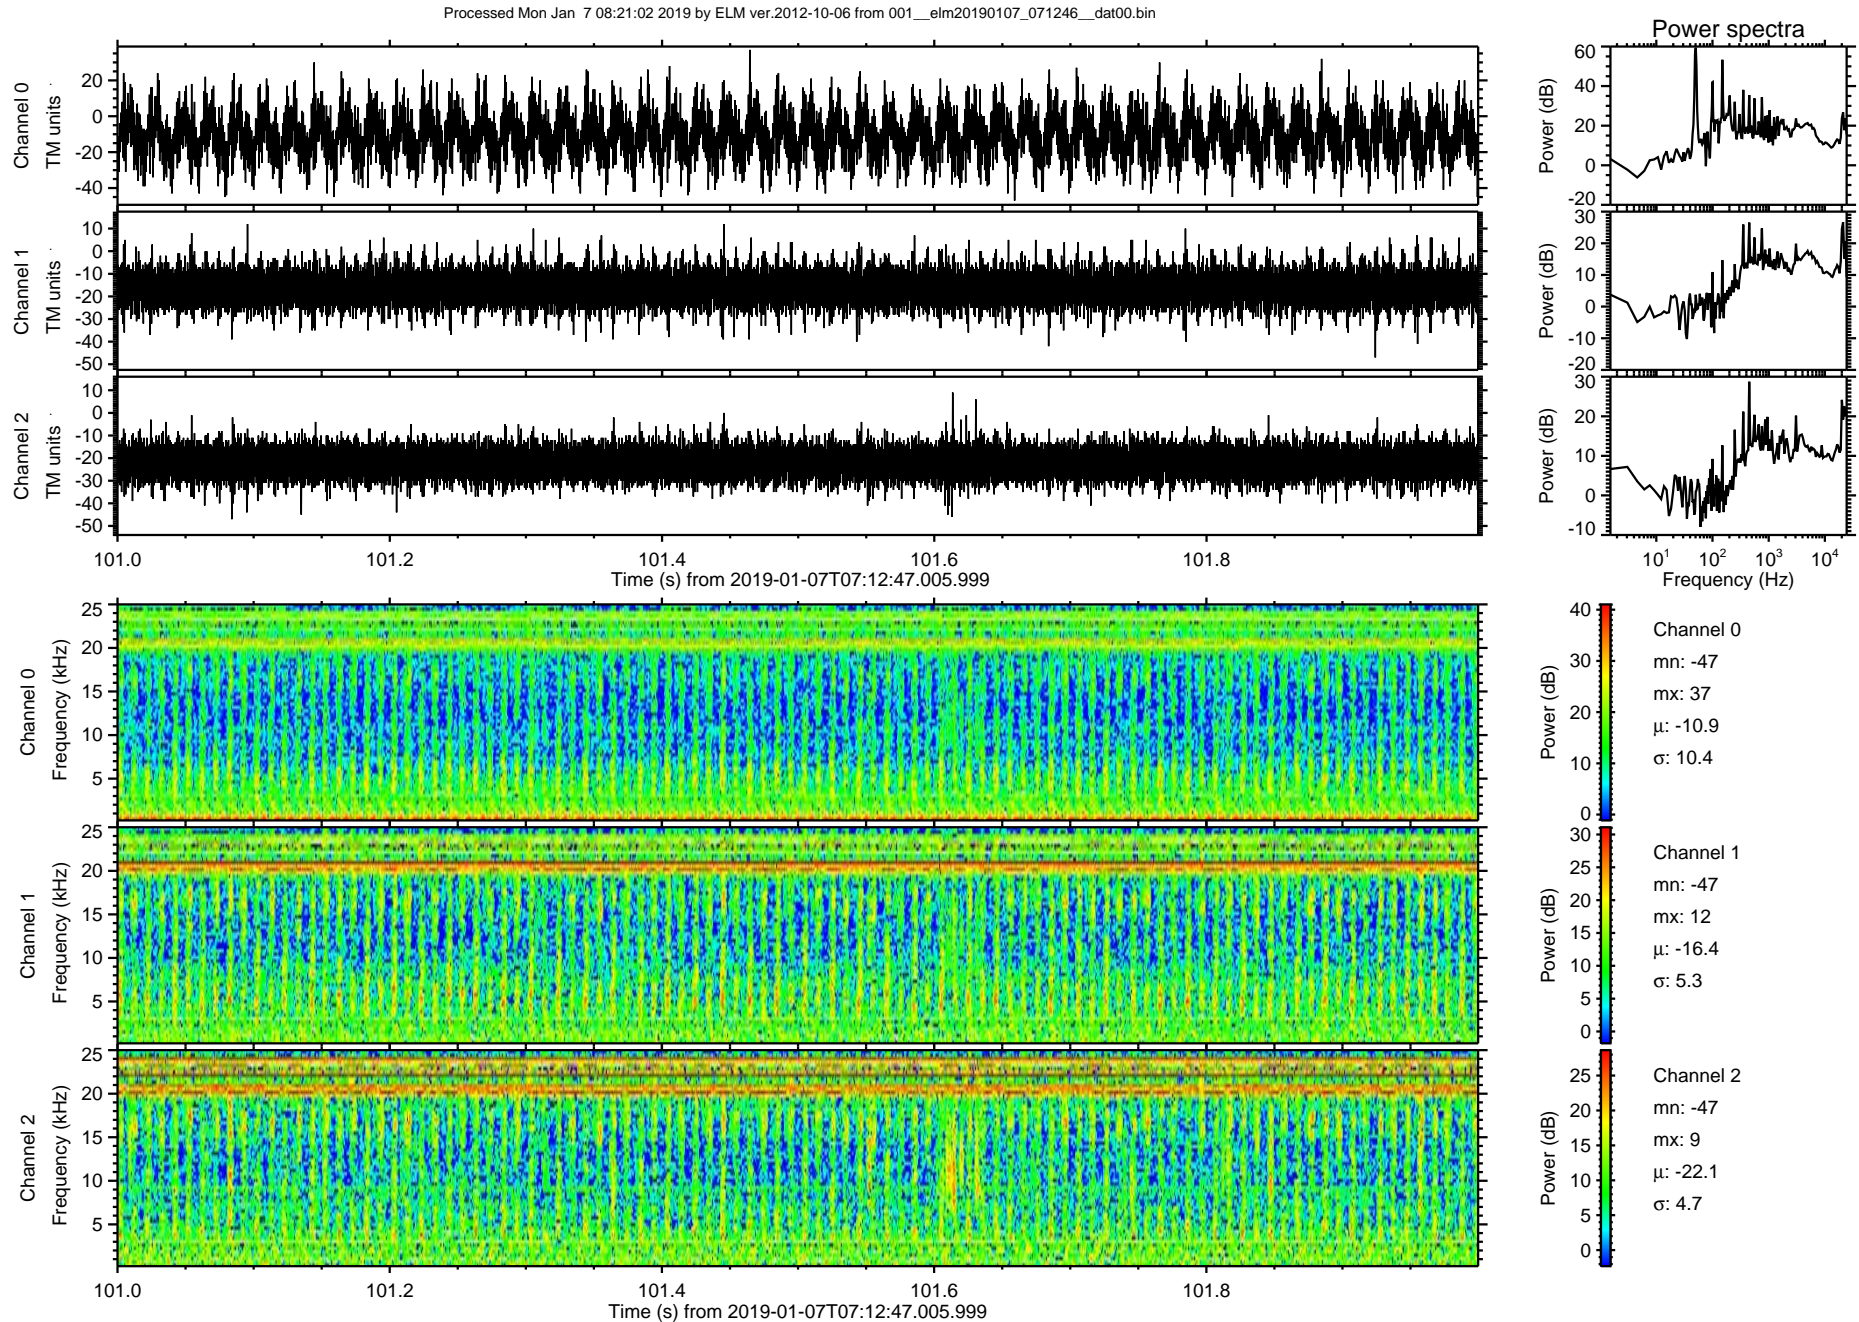 Processed Mon Jan  7 08:21:02 2019 by ELM ver.2012-10-06 from 001__elm20190107_071246__dat00.bin
Power spectra
Channel 0
TM units
20
0
-20
-40
Power (dB)
60
40
20
0
-20
Channel 1
TM units
10
0
-10
-20
-30
-40
-50
Power (dB)
30
20
10
0
-10
-20
Channel 2
TM units
10
0
-10
-20
-30
-40
-50
Power (dB)
30
20
10
0
-10
101.0 101.2 101.4 101.6 101.8
Time (s) from 2019-01-07T07:12:47.005.999
10¹ 10² 10³ 10⁴
Frequency (Hz)
Channel 0
Frequency (kHz)
25
20
15
10
5
Power (dB)
40
30
20
10
0
Channel 0
mn: -47
mx: 37
μ: -10.9
σ: 10.4
Channel 1
Frequency (kHz)
25
20
15
10
5
Power (dB)
30
25
20
15
10
5
0
Channel 1
mn: -47
mx: 12
μ: -16.4
σ: 5.3
Channel 2
Frequency (kHz)
25
20
15
10
5
Power (dB)
25
20
15
10
5
0
Channel 2
mn: -47
mx: 9
μ: -22.1
σ: 4.7
101.0 101.2 101.4 101.6 101.8
Time (s) from 2019-01-07T07:12:47.005.999